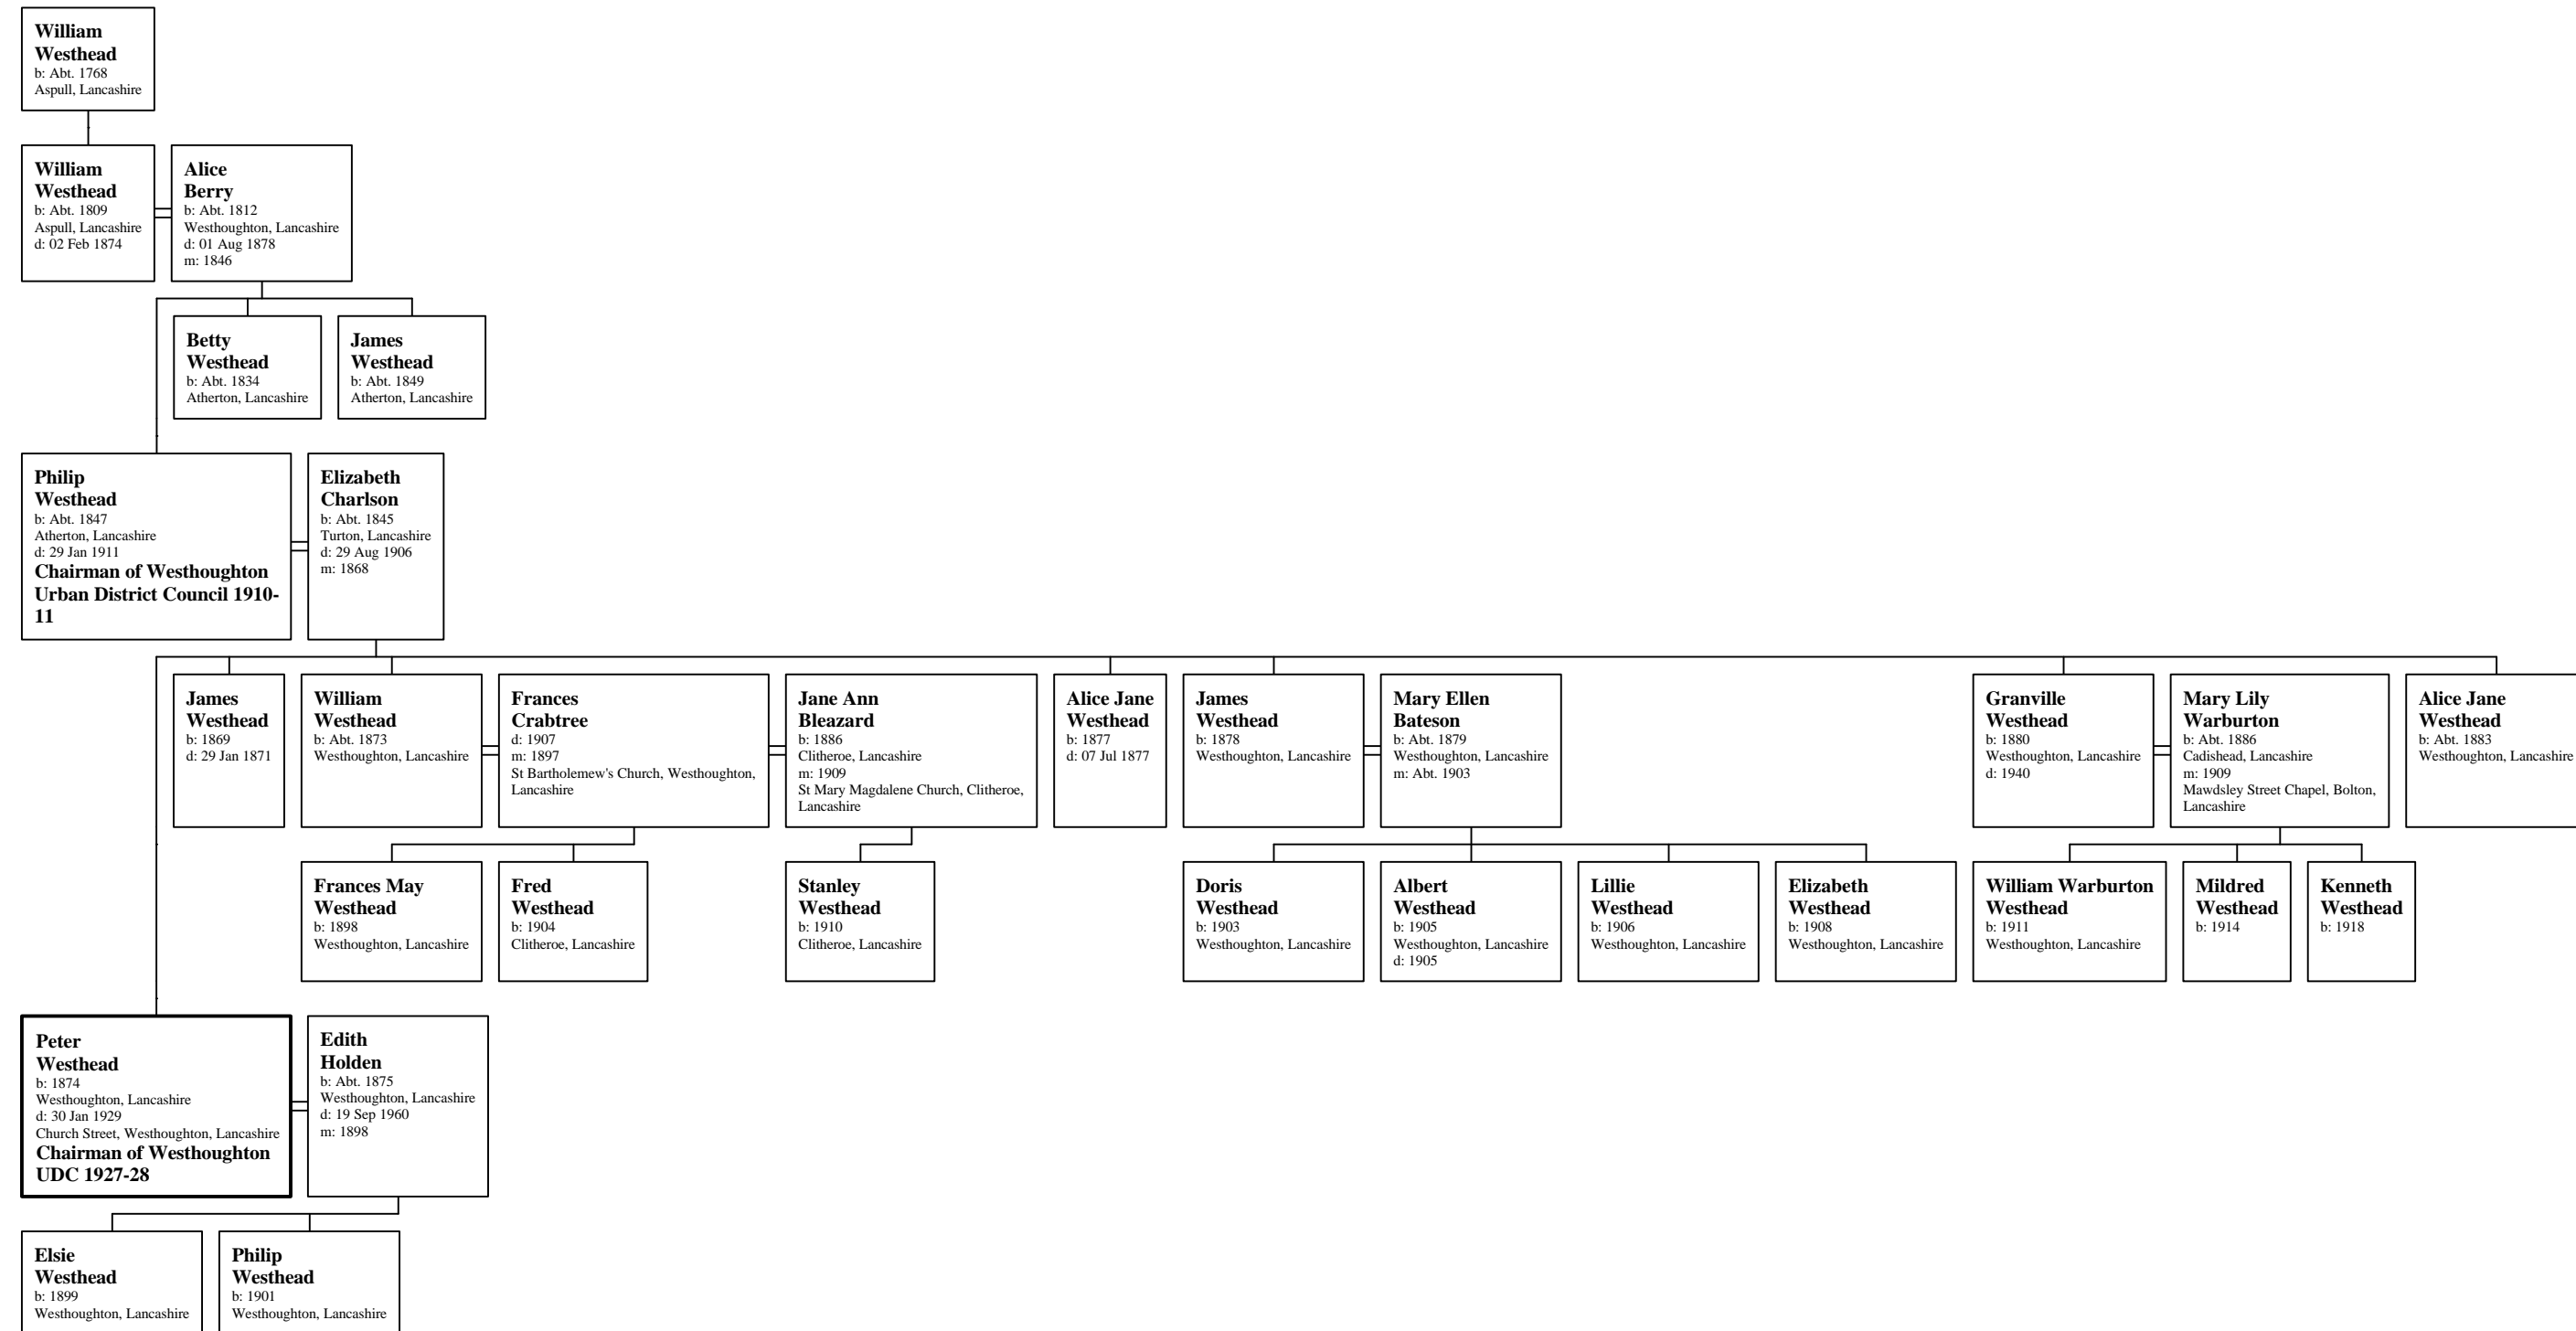 William
Westhead
b: Abt. 1768
Aspull, Lancashire
William
Westhead
b: Abt. 1809
Aspull, Lancashire
d: 02 Feb 1874
Alice
Berry
b: Abt. 1812
Westhoughton, Lancashire
d: 01 Aug 1878
m: 1846
Betty
Westhead
b: Abt. 1834
Atherton, Lancashire
James
Westhead
b: Abt. 1849
Atherton, Lancashire
Philip
Westhead
b: Abt. 1847
Atherton, Lancashire
d: 29 Jan 1911
Chairman of Westhoughton
Urban District Council 1910-
11
Elizabeth
Charlson
b: Abt. 1845
Turton, Lancashire
d: 29 Aug 1906
m: 1868
James
Westhead
b: 1869
d: 29 Jan 1871
William
Westhead
b: Abt. 1873
Westhoughton, Lancashire
Frances
Crabtree
d: 1907
m: 1897
St Bartholemew's Church, Westhoughton,
Lancashire
Jane Ann
Bleazard
b: 1886
Clitheroe, Lancashire
m: 1909
St Mary Magdalene Church, Clitheroe,
Lancashire
Alice Jane
Westhead
b: 1877
d: 07 Jul 1877
James
Westhead
b: 1878
Westhoughton, Lancashire
Mary Ellen
Bateson
b: Abt. 1879
Westhoughton, Lancashire
m: Abt. 1903
Granville
Westhead
b: 1880
Westhoughton, Lancashire
d: 1940
Mary Lily
Warburton
b: Abt. 1886
Cadishead, Lancashire
m: 1909
Mawdsley Street Chapel, Bolton,
Lancashire
Alice Jane
Westhead
b: Abt. 1883
Westhoughton, Lancashire
Frances May
Westhead
b: 1898
Westhoughton, Lancashire
Fred
Westhead
b: 1904
Clitheroe, Lancashire
Stanley
Westhead
b: 1910
Clitheroe, Lancashire
Doris
Westhead
b: 1903
Westhoughton, Lancashire
Albert
Westhead
b: 1905
Westhoughton, Lancashire
d: 1905
Lillie
Westhead
b: 1906
Westhoughton, Lancashire
Elizabeth
Westhead
b: 1908
Westhoughton, Lancashire
William Warburton
Westhead
b: 1911
Westhoughton, Lancashire
Mildred
Westhead
b: 1914
Kenneth
Westhead
b: 1918
Peter
Westhead
b: 1874
Westhoughton, Lancashire
d: 30 Jan 1929
Church Street, Westhoughton, Lancashire
Chairman of Westhoughton
UDC 1927-28
Edith
Holden
b: Abt. 1875
Westhoughton, Lancashire
d: 19 Sep 1960
m: 1898
Elsie
Westhead
b: 1899
Westhoughton, Lancashire
Philip
Westhead
b: 1901
Westhoughton, Lancashire